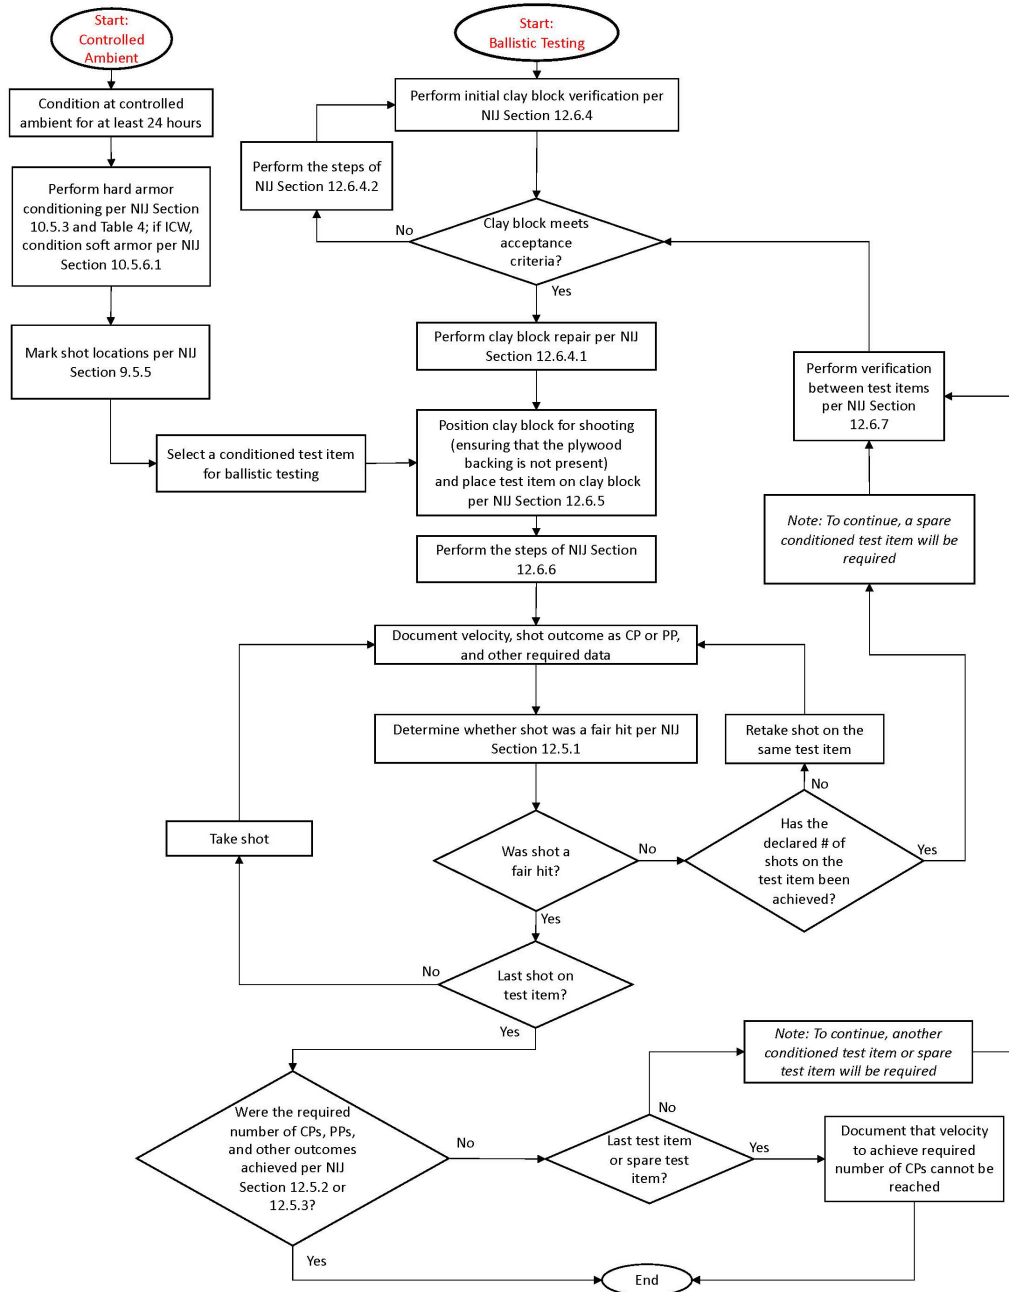 Start:
Controlled
Ambient
Condition at controlled
ambient for at least 24 hours
Perform hard armor
conditioning per NIJ Section
10.5.3 and Table 4; if ICW,
condition soft armor per NIJ
Section 10.5.6.1
Mark shot locations per NIJ
Section 9.5.5
Select a conditioned test item
for ballistic testing
Start:
Ballistic Testing
Perform initial clay block verification per
NIJ Section 12.6.4
Perform the steps of
NIJ Section 12.6.4.2
No
Clay block meets
acceptance
criteria?
Yes
Perform clay block repair per NIJ
Section 12.6.4.1
Position clay block for shooting
(ensuring that the plywood
backing is not present)
and place test item on clay block
per NIJ Section 12.6.5
Perform the steps of NIJ Section
12.6.6
Document velocity, shot outcome as CP or PP,
and other required data
Determine whether shot was a fair hit per NIJ
Section 12.5.1
Was shot a
fair hit?
No
Has the
declared # of
shots on the
test item been
achieved?
No
Retake shot on the
same test item
Yes
Note: To continue, a spare
conditioned test item will be
required
Perform verification
between test items
per NIJ Section
12.6.7
Yes
Last shot on
test item?
No
Take shot
Yes
Were the required
number of CPs, PPs,
and other outcomes
achieved per NIJ
Section 12.5.2 or
12.5.3?
No
Last test item
or spare test
item?
No
Note: To continue, another
conditioned test item or spare
test item will be required
Yes
Document that velocity
to achieve required
number of CPs cannot be
reached
Yes
End